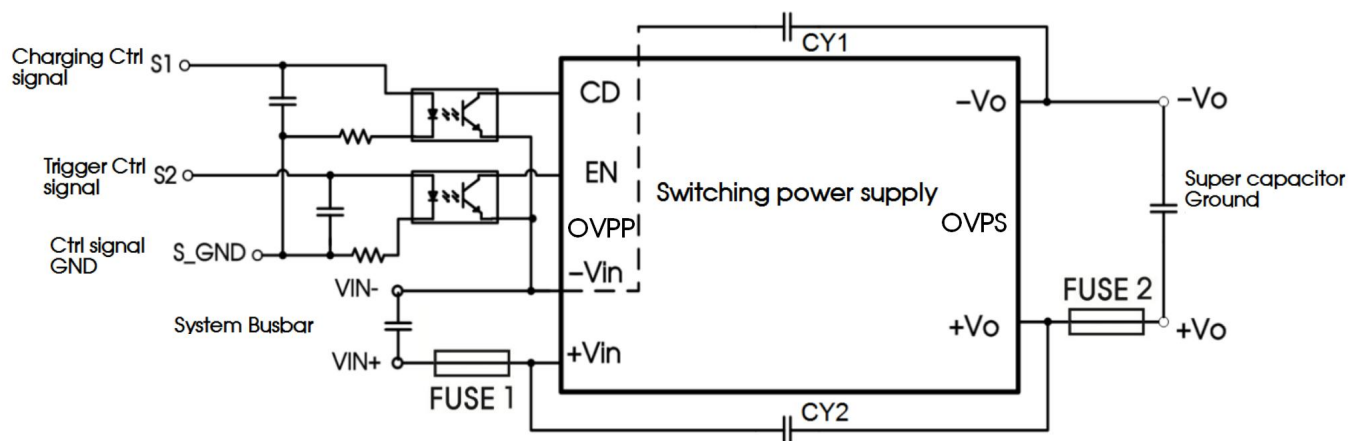 CY1
Charging Ctrl
signal
S1
CD
−Vo
−Vo
Trigger Ctrl
signal
S2
EN
Switching power supply
Super capacitor
Ground
OVPP
OVPS
Ctrl signal
GND
S_GND
−Vin
VIN-
FUSE 2
System Busbar
+Vo
+Vo
VIN+
+Vin
FUSE 1
CY2